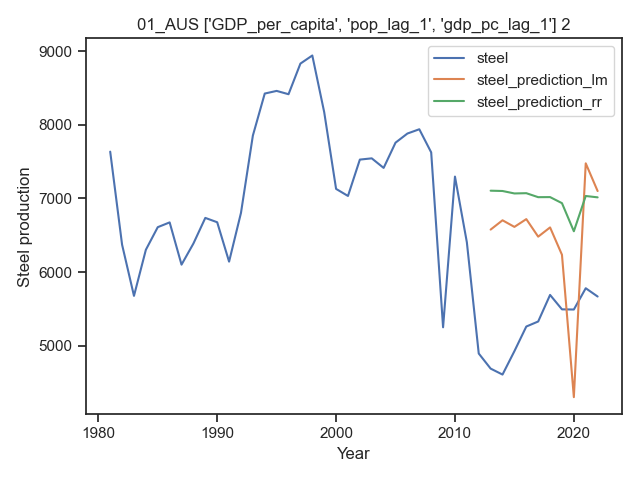 01_AUS ['GDP_per_capita', 'pop_lag_1', 'gdp_pc_lag_1'] 2
steel
steel_prediction_lm
steel_prediction_rr
Steel production
9000
8000
7000
6000
5000
1980
1990
2000
2010
2020
Year